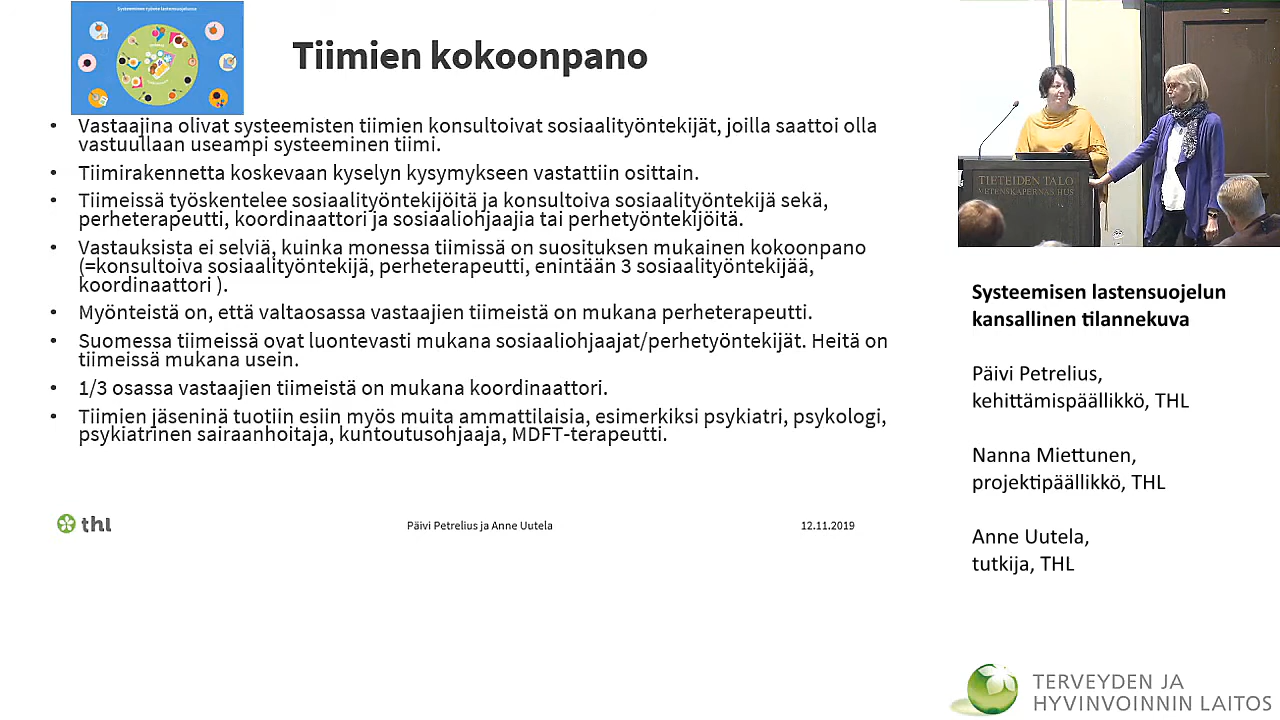 Systeeminen työote lastensuojelussa
Tiimien kokoonpano
• Vastaajina olivat systeemisten tiimien konsultoivat sosiaalityöntekijät, joilla saattoi olla
vastuullaan useampi systeeminen tiimi.
• Tiimirakennetta koskevaan kyselyn kysymykseen vastattiin osittain.
• Tiimeissä työskentelee sosiaalityöntekijöitä ja konsultoiva sosiaalityöntekijä sekä,
perheterapeutti, koordinaattori ja sosiaaliohjaajia tai perhetyöntekijöitä.
• Vastauksista ei selviä, kuinka monessa tiimissä on suosituksen mukainen kokoonpano
(=konsultoiva sosiaalityöntekijä, perheterapeutti, enintään 3 sosiaalityöntekijää,
koordinaattori ).
• Myönteistä on, että valtaosassa vastaajien tiimeistä on mukana perheterapeutti.
• Suomessa tiimeissä ovat luontevasti mukana sosiaaliohjaajat/perhetyöntekijät. Heitä on
tiimeissä mukana usein.
• 1/3 osassa vastaajien tiimeistä on mukana koordinaattori.
• Tiimien jäseninä tuotiin esiin myös muita ammattilaisia, esimerkiksi psykiatri, psykologi,
psykiatrinen sairaanhoitaja, kuntoutusohjaaja, MDFT-terapeutti.
thl
Päivi Petrelius ja Anne Uutela
12.11.2019
TIETEIDEN TALO
VETENSKAPERNAS HUS
Systeemisen lastensuojelun
kansallinen tilannekuva
Päivi Petrelius,
kehittämispäällikkö, THL
Nanna Miettunen,
projektipäällikkö, THL
Anne Uutela,
tutkija, THL
TERVEYDEN JA
HYVINVOINNIN LAITOS